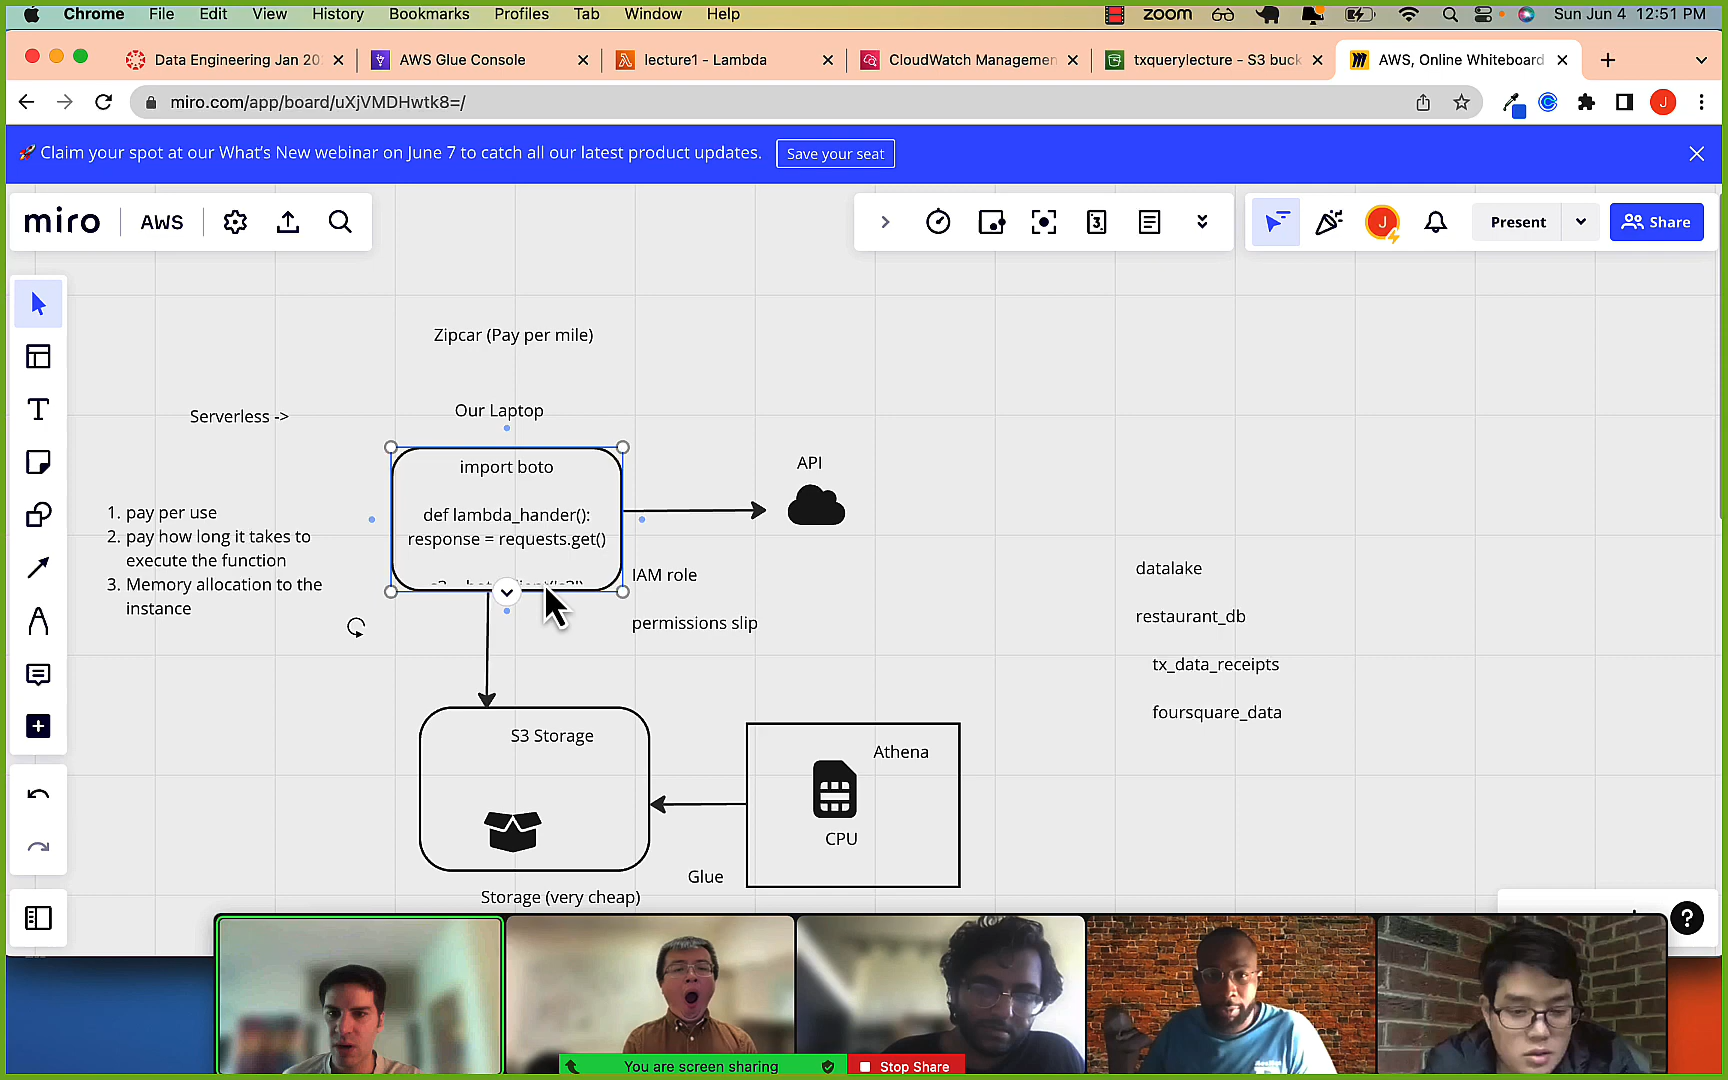 Chrome File Edit View History Bookmarks Profiles Tab Window Help
zoom
Sun Jun 4 12:51 PM
Data Engineering Jan 20
AWS Glue Console
lecture1 - Lambda
CloudWatch Managemen
txquerylecture - S3 buck
AWS, Online Whiteboard
miro.com/app/board/uXjVMDHwtk8=/
J
🚀 Claim your spot at our What's New webinar on June 7 to catch all our latest product updates.
Save your seat
miro
AWS
3
J
Present
Share
Zipcar (Pay per mile)
Serverless ->
Our Laptop
import boto
def lambda_hander():
response = requests.get()
API
1. pay per use
2. pay how long it takes to
execute the function
3. Memory allocation to the
instance
IAM role
permissions slip
datalake
restaurant_db
tx_data_receipts
foursquare_data
S3 Storage
Athena
CPU
Glue
Storage (very cheap)
?
You are screen sharing
Stop Share